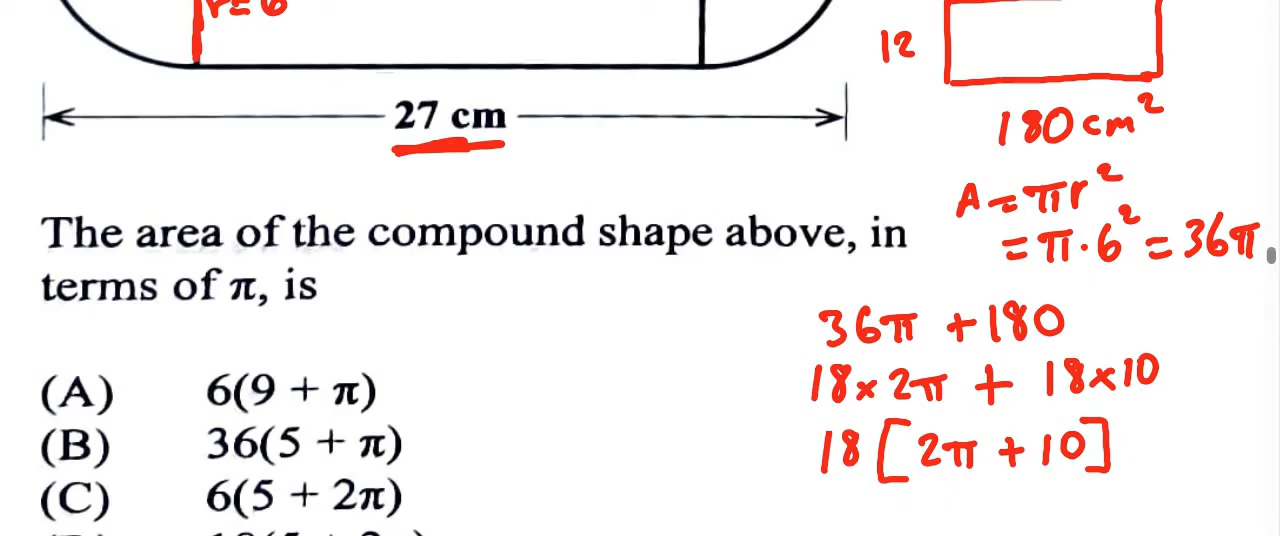 r = 6
12
27 cm
180 cm²
The area of the compound shape above, in
terms of π, is
A = πr²
= π · 6² = 36π
36π + 180
18 × 2π + 18 × 10
18 [2π + 10]
(A) 6(9 + π)
(B) 36(5 + π)
(C) 6(5 + 2π)